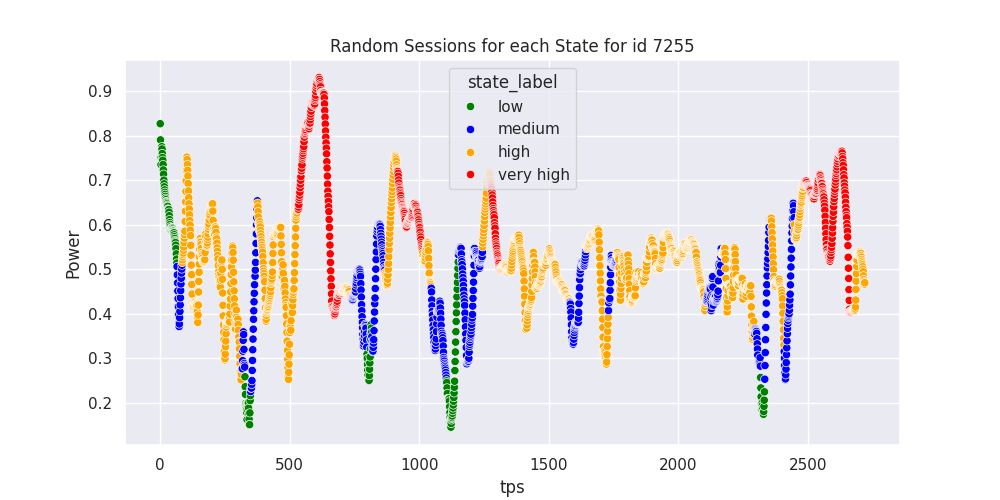 Random Sessions for each State for id 7255
state_label
low
medium
high
very high
Power
0.9
0.8
0.7
0.6
0.5
0.4
0.3
0.2
0
500
1000
1500
2000
2500
tps